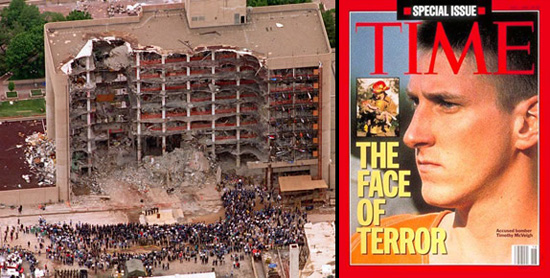 SPECIAL ISSUE
TIME
THE
FACE
OF
TERROR
Accused bomber
Timothy McVeigh